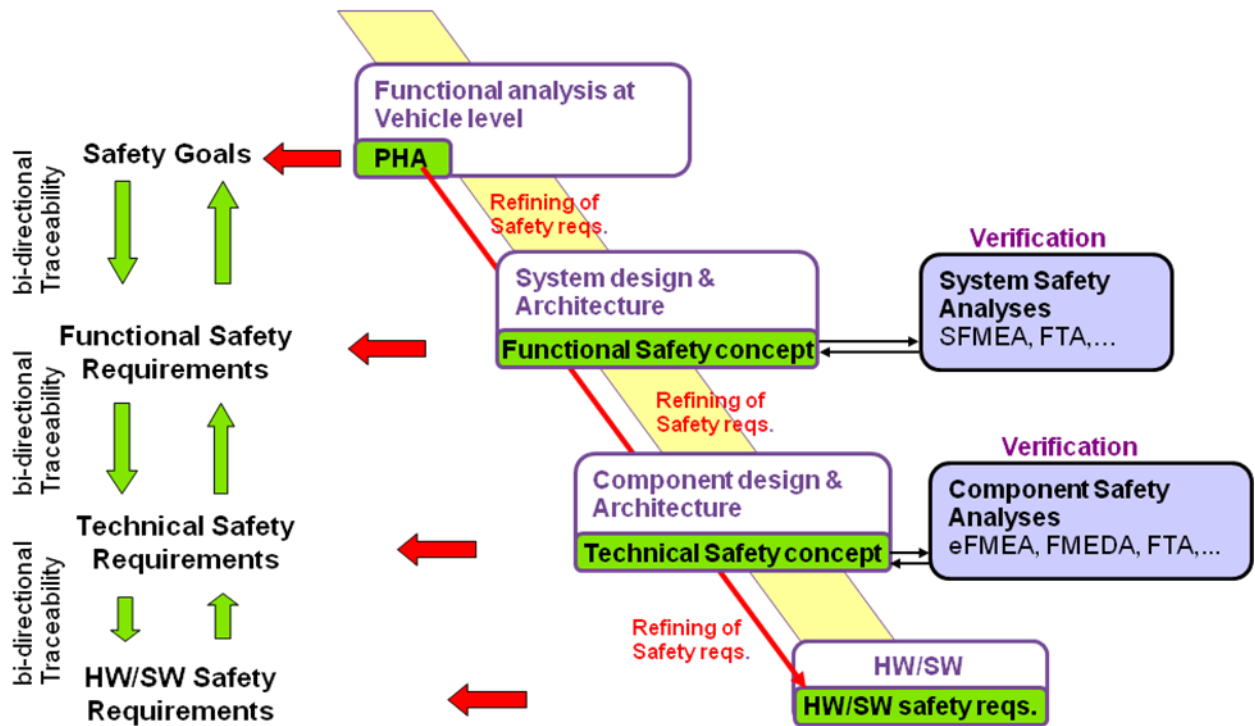 Functional analysis at
Vehicle level
PHA
Safety Goals
bi-directional
Traceability
Refining of
Safety reqs.
Verification
System design &
Architecture
Functional Safety concept
System Safety
Analyses
SFMEA, FTA,...
Functional Safety
Requirements
bi-directional
Traceability
Refining of
Safety reqs.
Verification
Component design &
Architecture
Technical Safety concept
Component Safety
Analyses
eFMEA, FMEDA, FTA,...
Technical Safety
Requirements
bi-directional
Traceability
Refining of
Safety reqs.
HW/SW
HW/SW safety reqs.
HW/SW Safety
Requirements